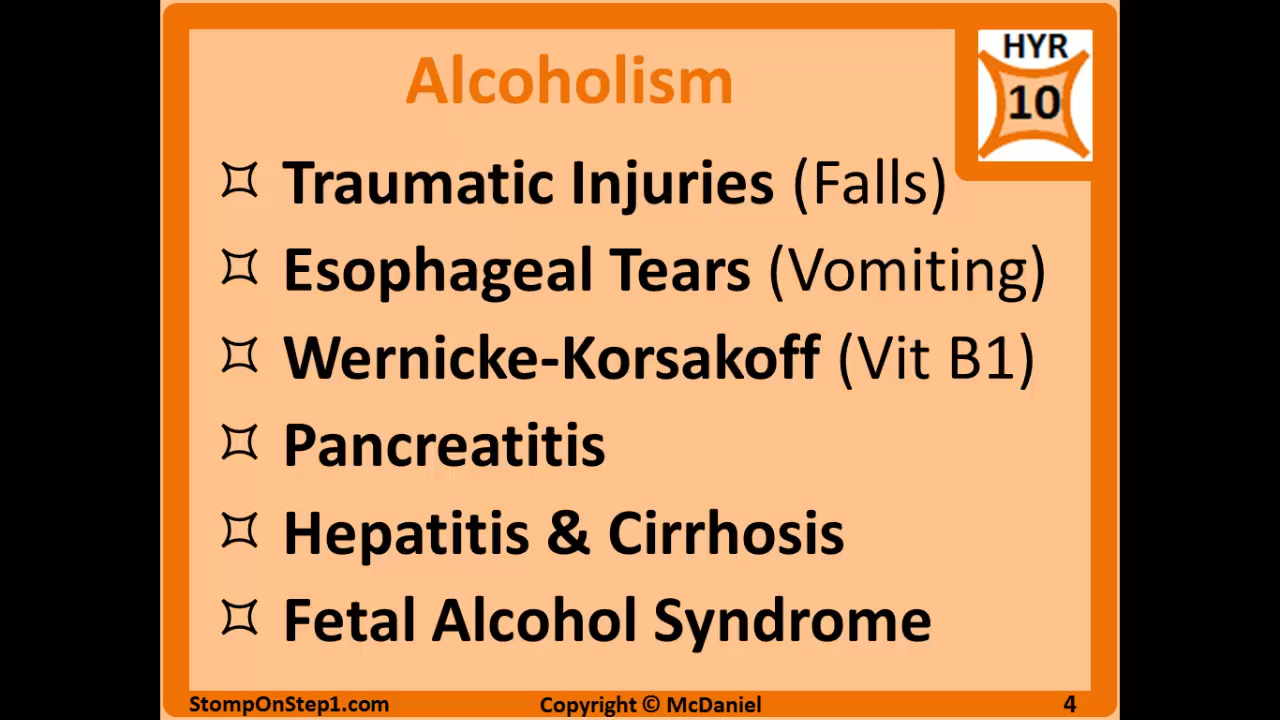 Alcoholism
HYR
10
Traumatic Injuries (Falls)
Esophageal Tears (Vomiting)
Wernicke-Korsakoff (Vit B1)
Pancreatitis
Hepatitis & Cirrhosis
Fetal Alcohol Syndrome
StompOnStep1.com
Copyright © McDaniel
4